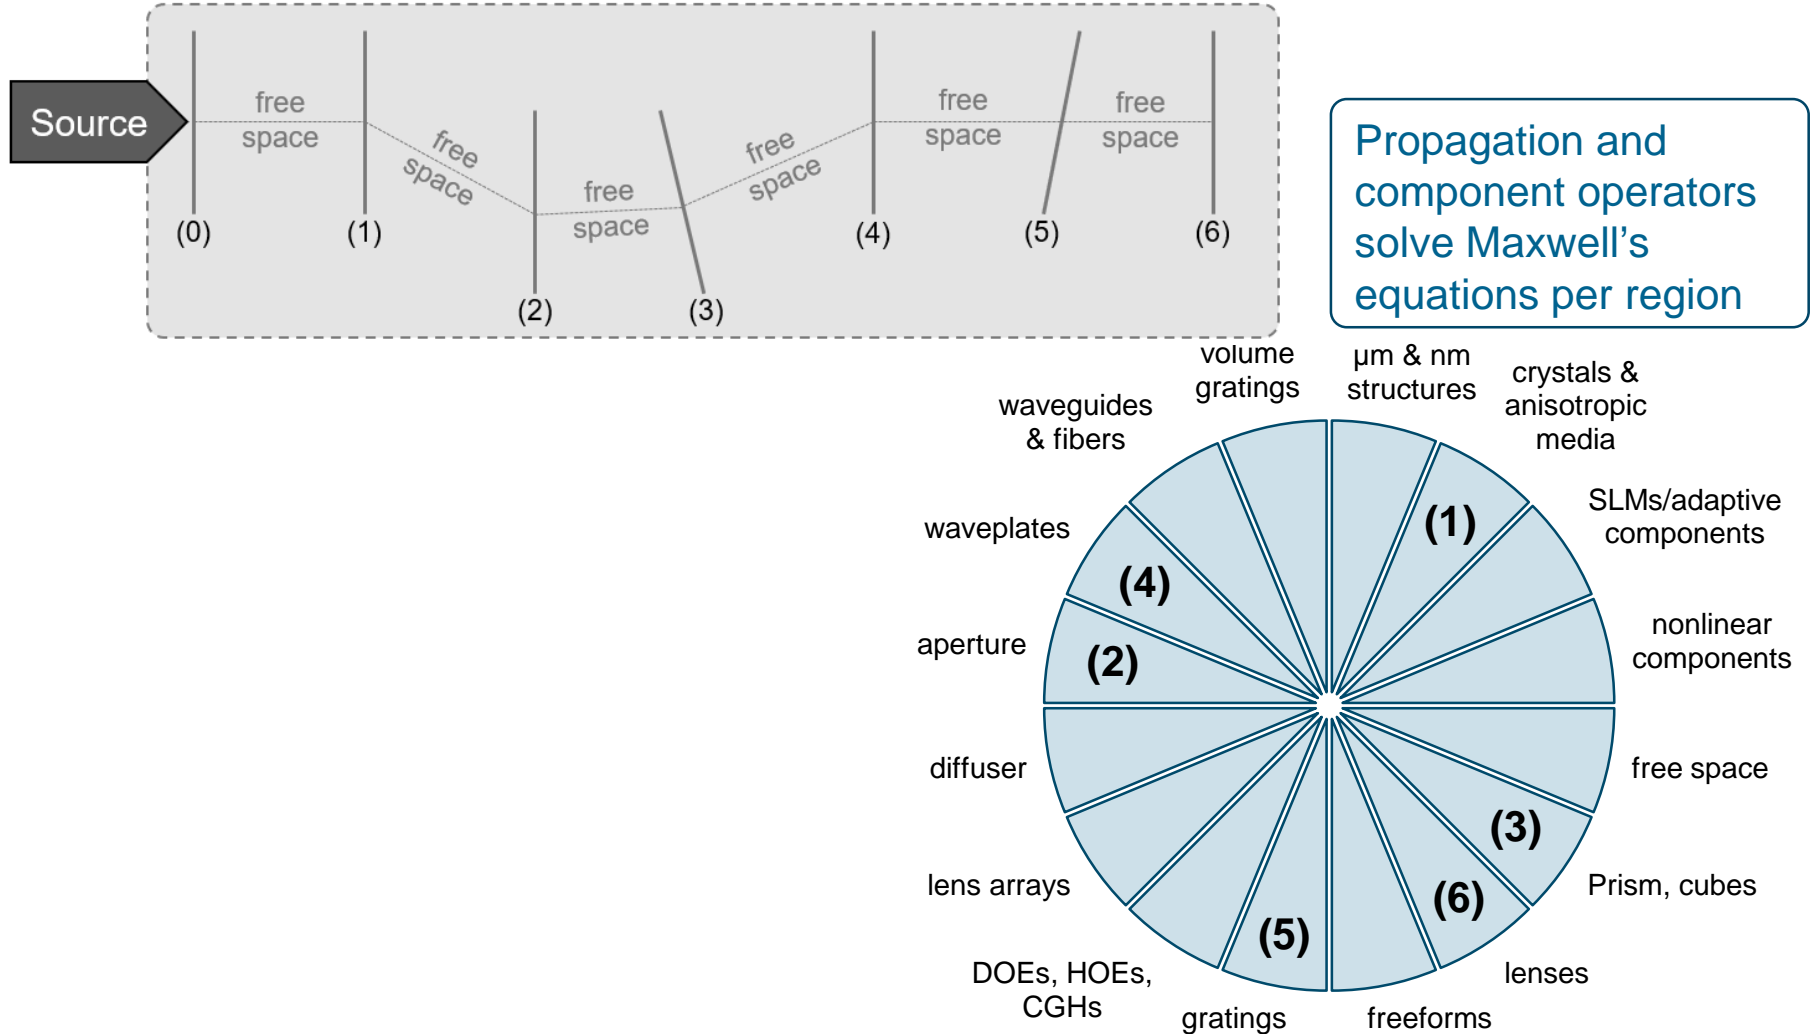 Source
free
space
free
space
free
space
free
space
free
space
free
space
(0)
(1)
(2)
(3)
(4)
(5)
(6)
Propagation and
component operators
solve Maxwell’s
equations per region
volume
gratings
µm & nm
structures
crystals &
anisotropic
media
SLMs/adaptive
components
nonlinear
components
free space
Prism, cubes
lenses
freeforms
gratings
DOEs, HOEs,
CGHs
lens arrays
diffuser
aperture
waveplates
waveguides
& fibers
(1)
(4)
(2)
(3)
(6)
(5)